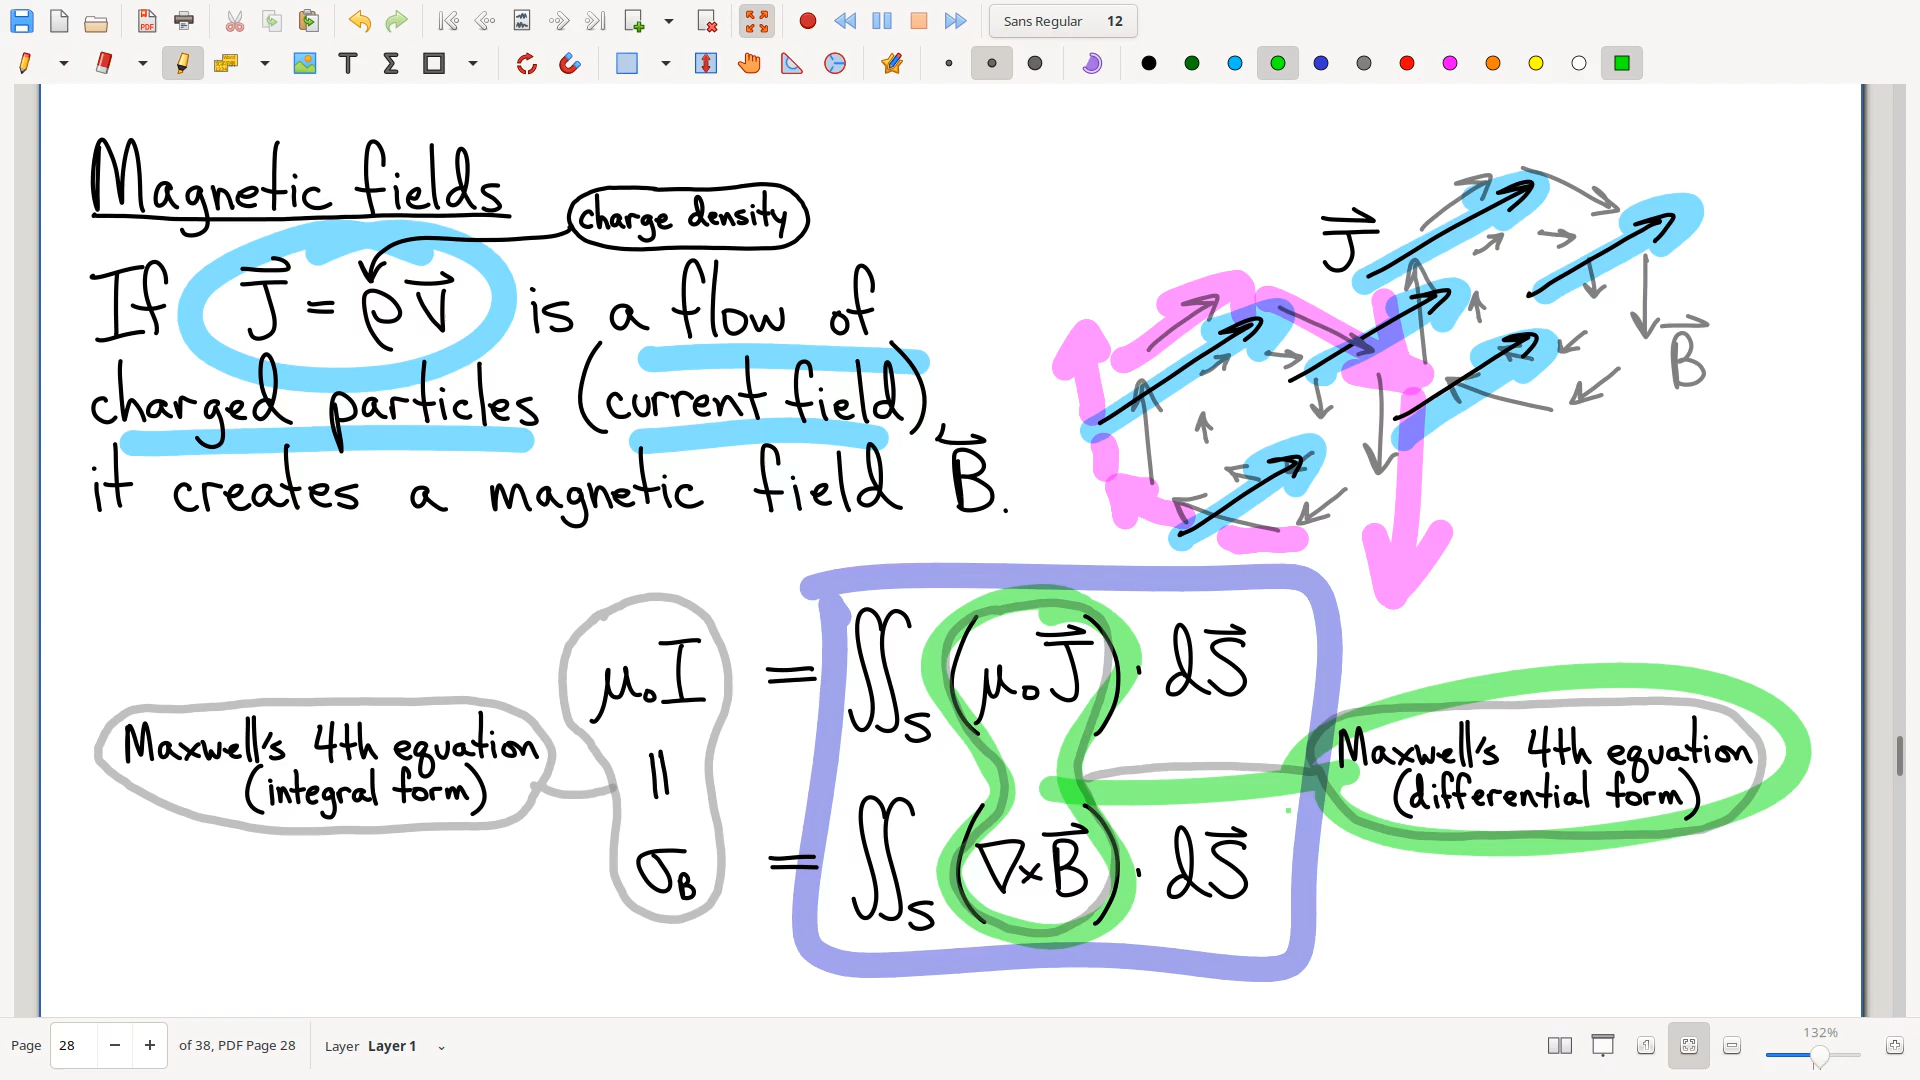 Sans Regular 12
Magnetic fields
charge density
If J⃗ = ρv⃗ is a flow of
charged particles (current field),
it creates a magnetic field B⃗.
J⃗
B⃗
μ₀I = ∬_S (μ₀J⃗) · dS⃗
Maxwell's 4th equation
(integral form)
=
Maxwell's 4th equation
(differential form)
σ_B = ∬_S (∇×B⃗) · dS⃗
Page 28 − + of 38, PDF Page 28 Layer Layer 1 132%